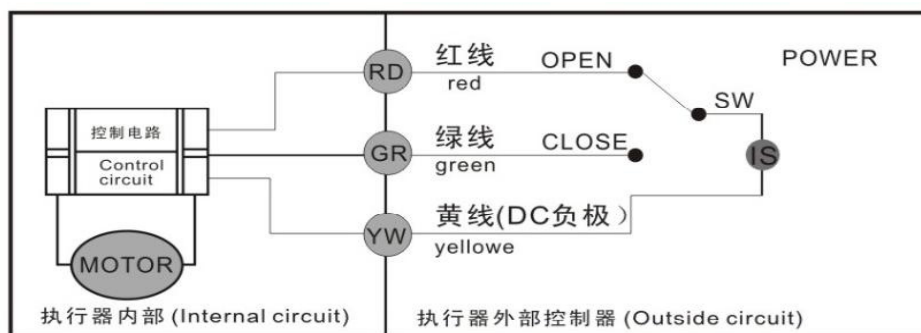 RD
红线
red
OPEN
POWER
SW
控制电路
Control
circuit
GR
绿线
green
CLOSE
IS
YW
黄线(DC负极）
yellowe
MOTOR
执行器内部 (Internal circuit)
执行器外部控制器 (Outside circuit)